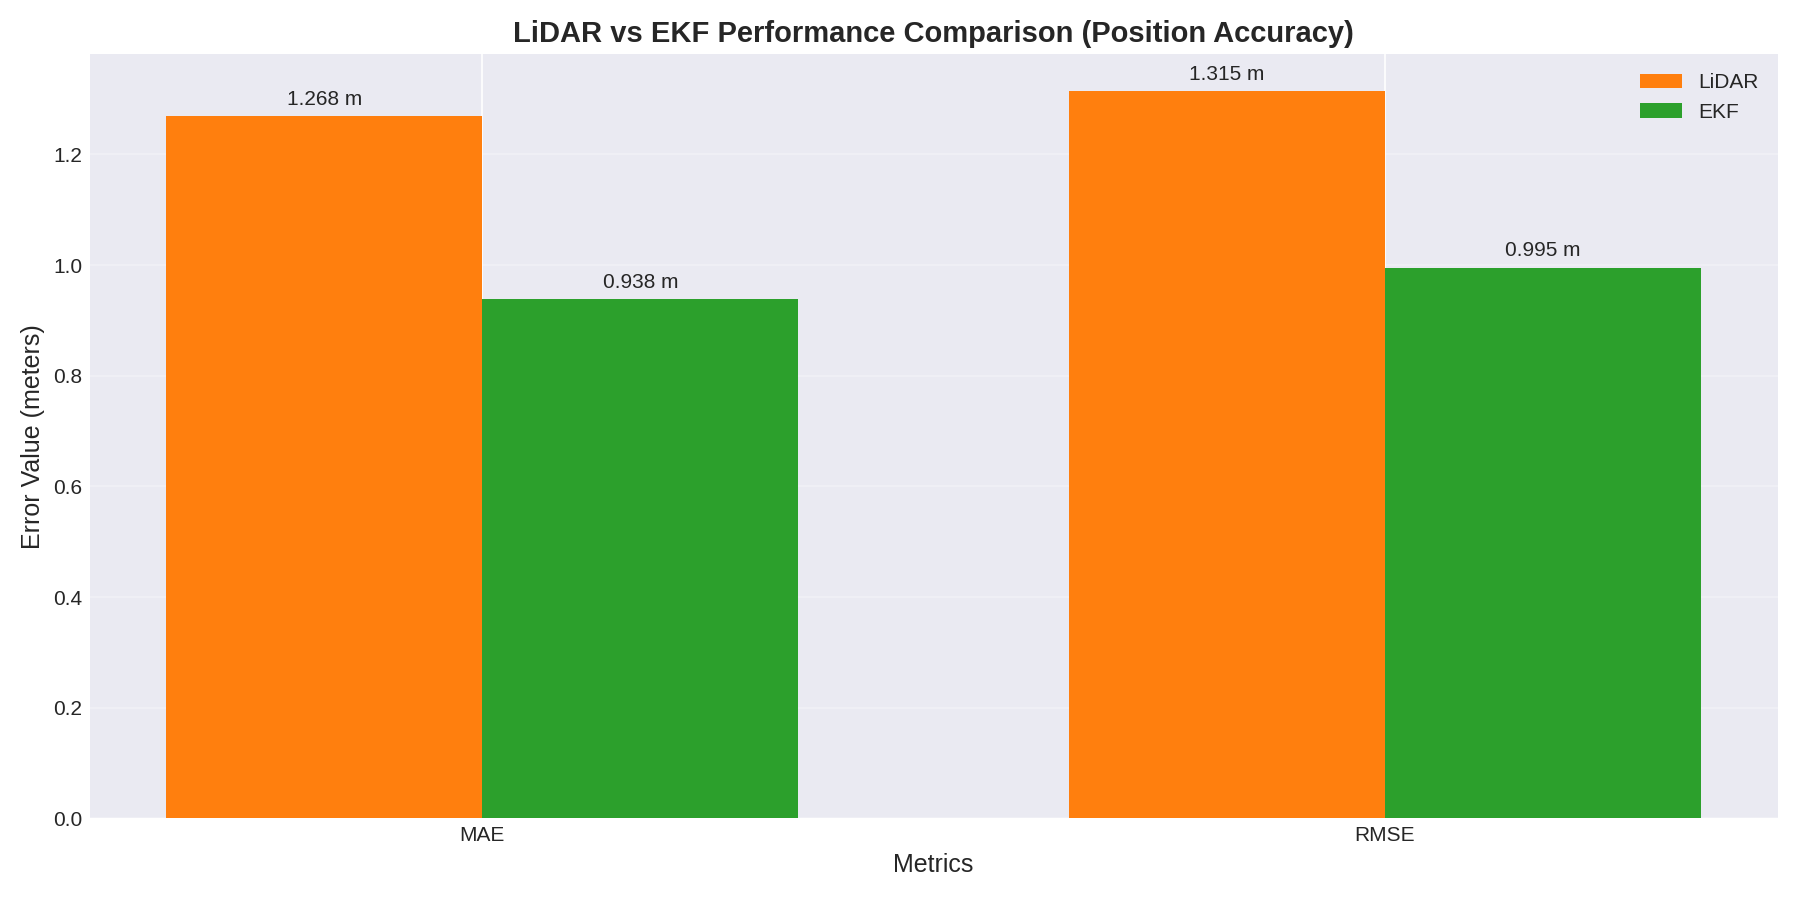 LiDAR vs EKF Performance Comparison (Position Accuracy)
1.268 m
1.315 m
0.938 m
0.995 m
LiDAR
EKF
Error Value (meters)
1.2
1.0
0.8
0.6
0.4
0.2
0.0
MAE
RMSE
Metrics